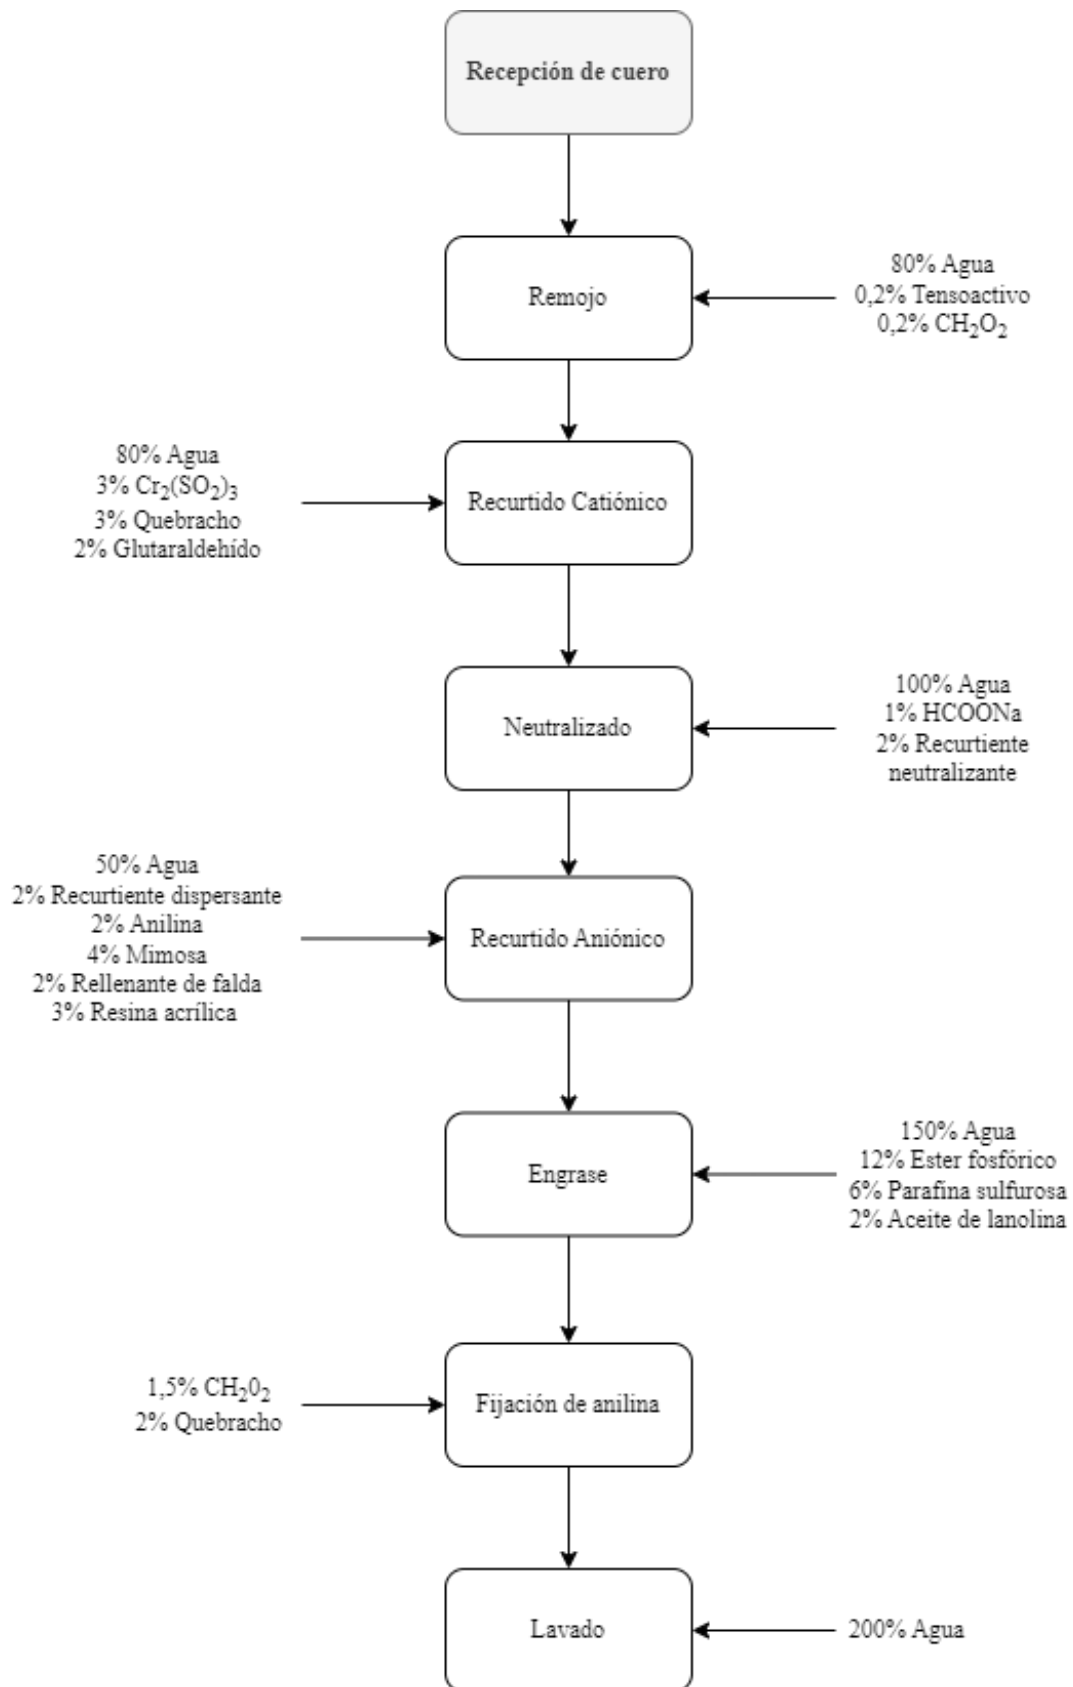 Recepción de cuero
Remojo
80% Agua
0,2% Tensoactivo
0,2% CH₂O₂
80% Agua
3% Cr₂(SO₂)₃
3% Quebracho
2% Glutaraldehído
Recurtido Catiónico
Neutralizado
100% Agua
1% HCOONa
2% Recurtiente
neutralizante
50% Agua
2% Recurtiente dispersante
2% Anilina
4% Mimosa
2% Rellenante de falda
3% Resina acrílica
Recurtido Aniónico
Engrase
150% Agua
12% Ester fosfórico
6% Parafina sulfurosa
2% Aceite de lanolina
1,5% CH₂0₂
2% Quebracho
Fijación de anilina
Lavado
200% Agua